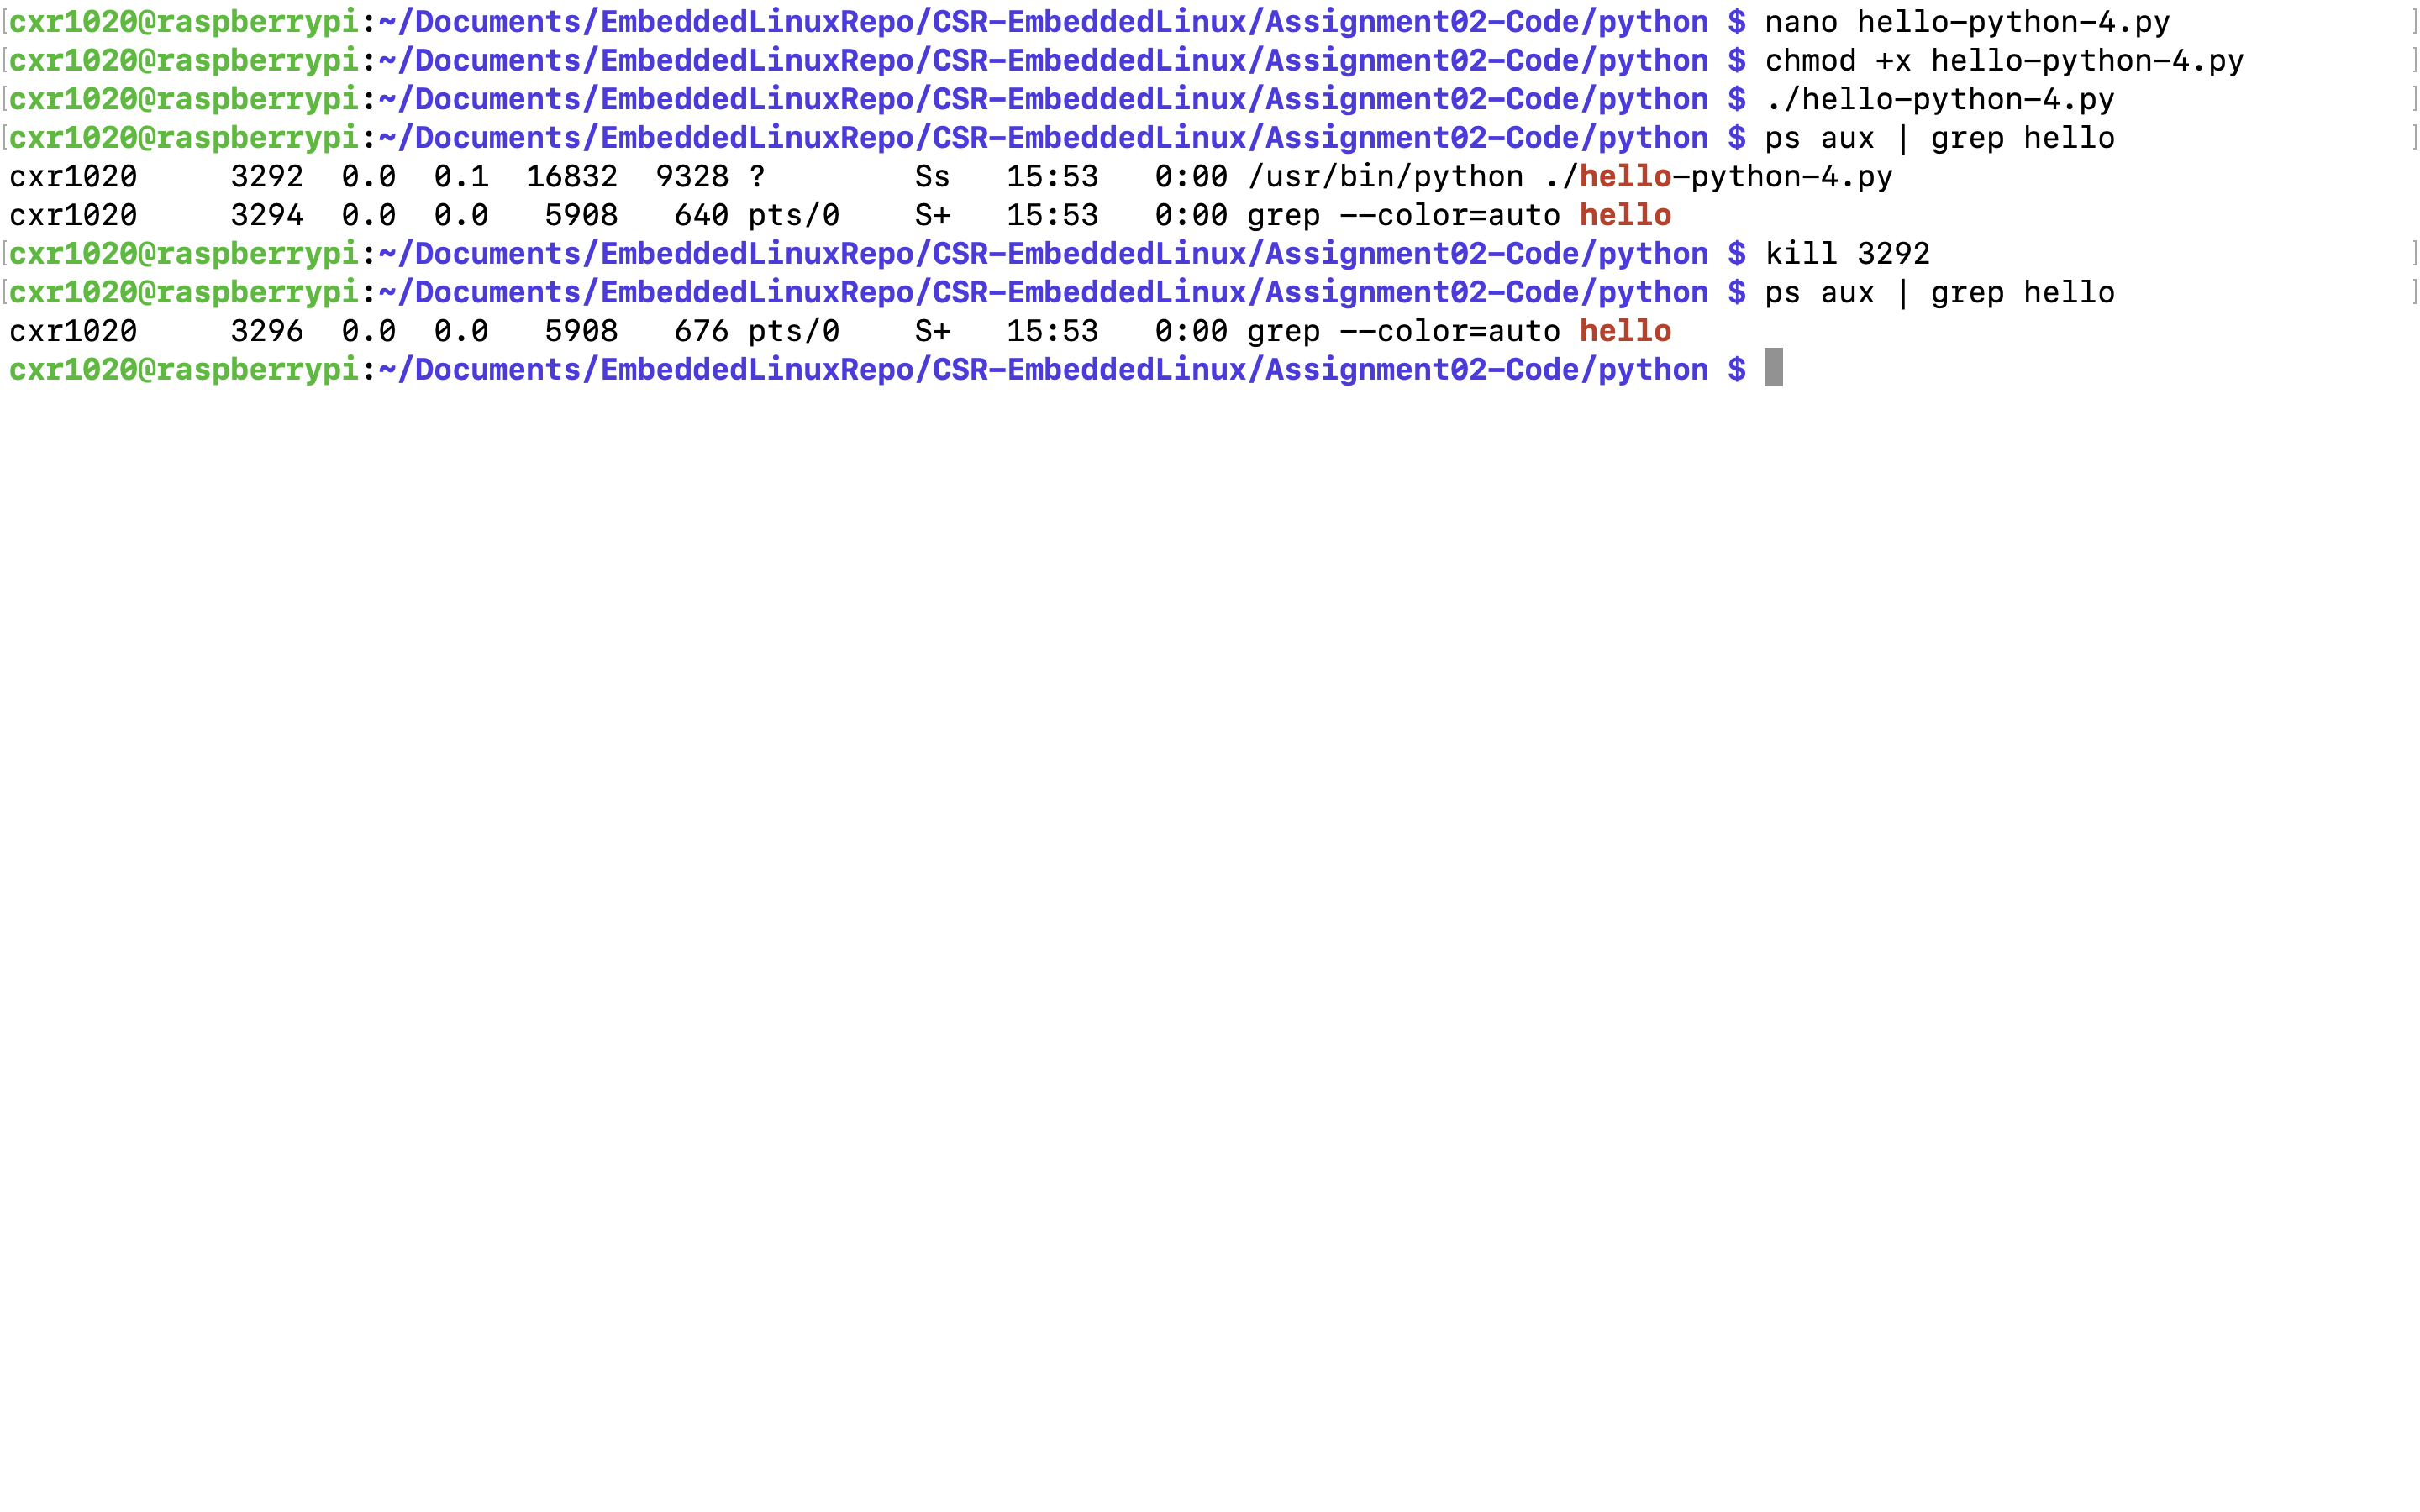 cxr1020@raspberrypi:~/Documents/EmbeddedLinuxRepo/CSR-EmbeddedLinux/Assignment02-Code/python $ nano hello-python-4.py
cxr1020@raspberrypi:~/Documents/EmbeddedLinuxRepo/CSR-EmbeddedLinux/Assignment02-Code/python $ chmod +x hello-python-4.py
cxr1020@raspberrypi:~/Documents/EmbeddedLinuxRepo/CSR-EmbeddedLinux/Assignment02-Code/python $ ./hello-python-4.py
cxr1020@raspberrypi:~/Documents/EmbeddedLinuxRepo/CSR-EmbeddedLinux/Assignment02-Code/python $ ps aux | grep hello
cxr1020     3292  0.0  0.1  16832  9328 ?        Ss   15:53   0:00 /usr/bin/python ./hello-python-4.py
cxr1020     3294  0.0  0.0   5908   640 pts/0    S+   15:53   0:00 grep --color=auto hello
cxr1020@raspberrypi:~/Documents/EmbeddedLinuxRepo/CSR-EmbeddedLinux/Assignment02-Code/python $ kill 3292
cxr1020@raspberrypi:~/Documents/EmbeddedLinuxRepo/CSR-EmbeddedLinux/Assignment02-Code/python $ ps aux | grep hello
cxr1020     3296  0.0  0.0   5908   676 pts/0    S+   15:53   0:00 grep --color=auto hello
cxr1020@raspberrypi:~/Documents/EmbeddedLinuxRepo/CSR-EmbeddedLinux/Assignment02-Code/python $